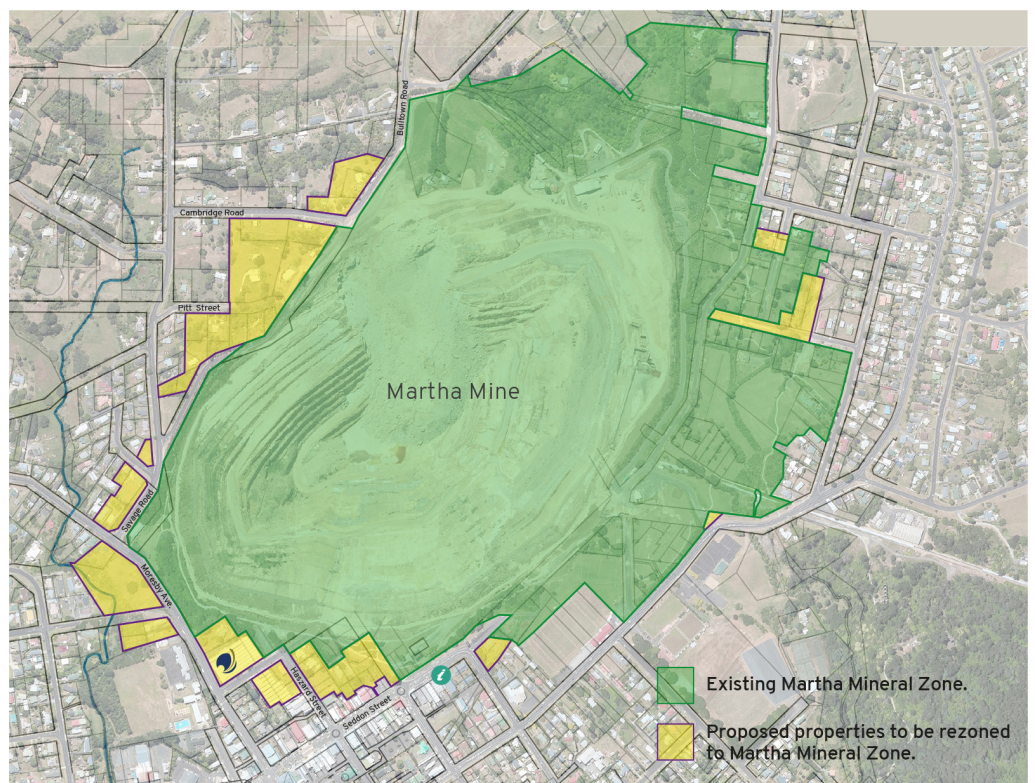 Bulltown Road
Cambridge Road
Pitt Street
Martha Mine
Savage Road
Moresby Ave.
Haszard Street
Seddon Street
i
Existing Martha Mineral Zone.
Proposed properties to be rezoned
to Martha Mineral Zone.